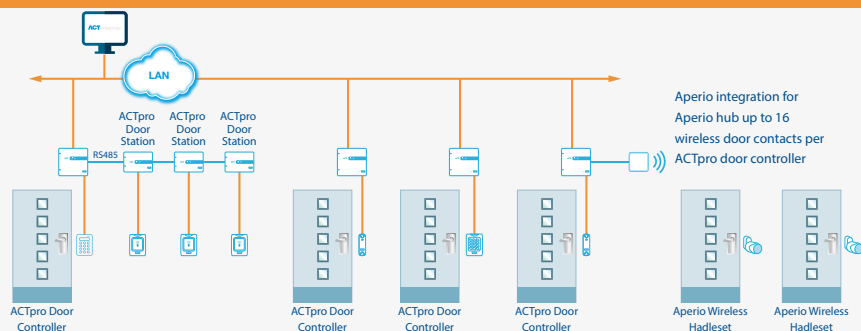 ACT
LAN
ACTpro
Door
Station
ACTpro
Door
Station
ACTpro
Door
Station
RS485
Aperio integration for
Aperio hub up to 16
wireless door contacts per
ACTpro door controller
ACTpro Door
Controller
ACTpro Door
Controller
ACTpro Door
Controller
ACTpro Door
Controller
Aperio Wireless
Hadleset
Aperio Wireless
Hadleset